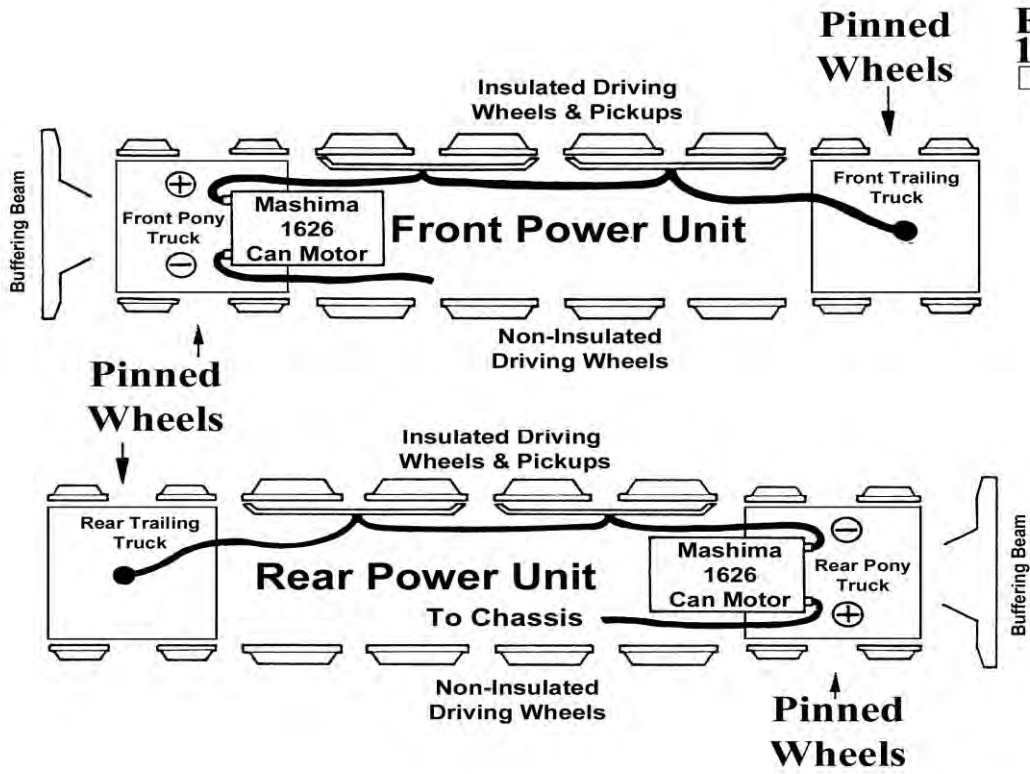 Pinned
Wheels
Insulated Driving
Wheels & Pickups
Buffering Beam
+
Front Pony
Truck
−
Mashima
1626
Can Motor
Front Power Unit
Front Trailing
Truck
Non-Insulated
Driving Wheels
Pinned
Wheels
Insulated Driving
Wheels & Pickups
Rear Trailing
Truck
Rear Power Unit
To Chassis
Mashima
1626
Can Motor
−
Rear Pony
Truck
+
Buffering Beam
Non-Insulated
Driving Wheels
Pinned
Wheels